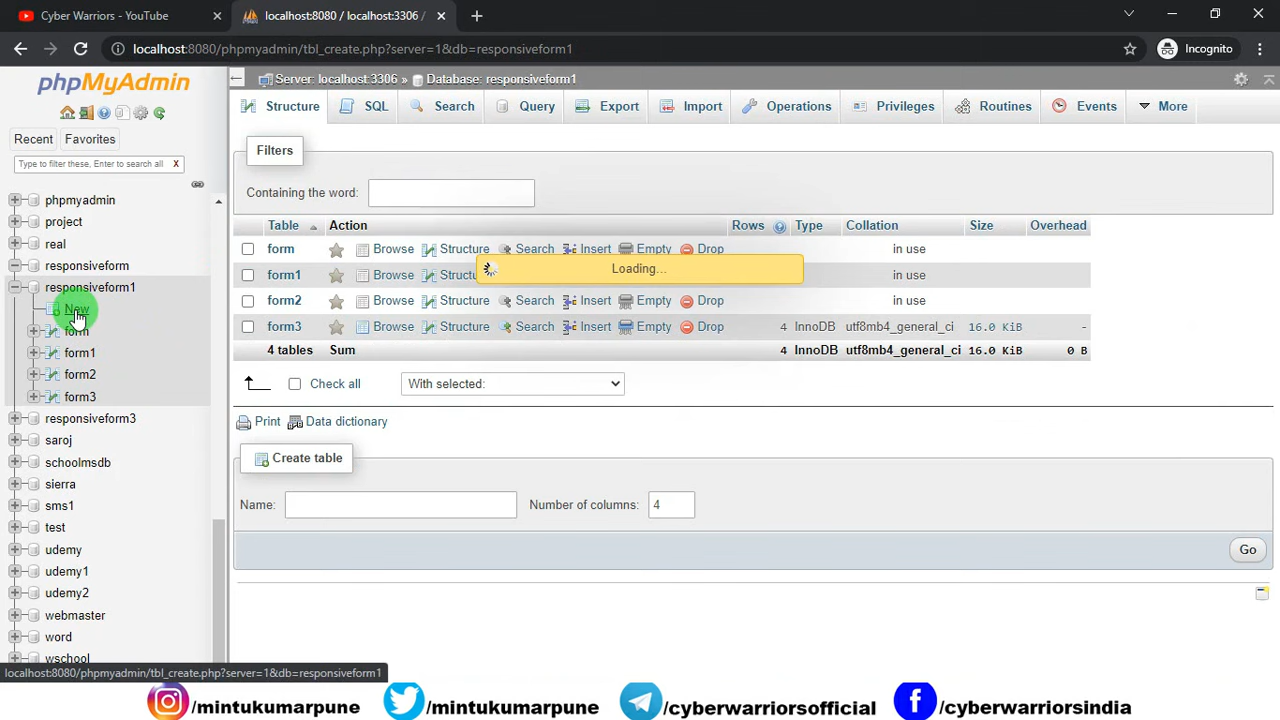 Cyber Warriors - YouTube
localhost:8080 / localhost:3306 /
localhost:8080/phpmyadmin/tbl_create.php?server=1&db=responsiveform1
Incognito
phpMyAdmin
Server: localhost:3306 » Database: responsiveform1
Structure SQL Search Query Export Import Operations Privileges Routines Events More
Recent Favorites
Type to filter these, Enter to search all X
phpmyadmin
project
real
responsiveform
responsiveform1
New
form
form1
form2
form3
responsiveform3
saroj
schoolmsdb
sierra
sms1
test
udemy
udemy1
udemy2
webmaster
word
wschool
Filters
Containing the word:
Table Action Rows Type Collation Size Overhead
form Browse Structure Search Insert Empty Drop in use
Loading...
form1 Browse in use
form2 Browse Structure Search Insert Empty Drop in use
form3 Browse Structure Search Insert Empty Drop 4 InnoDB utf8mb4_general_ci 16.0 KiB -
4 tables Sum 4 InnoDB utf8mb4_general_ci 16.0 KiB 0 B
Check all With selected:
Print Data dictionary
Create table
Name: Number of columns: 4
Go
localhost:8080/phpmyadmin/tbl_create.php?server=1&db=responsiveform1
/mintukumarpune /mintukumarpune /cyberwarriorsofficial /cyberwarriorsindia